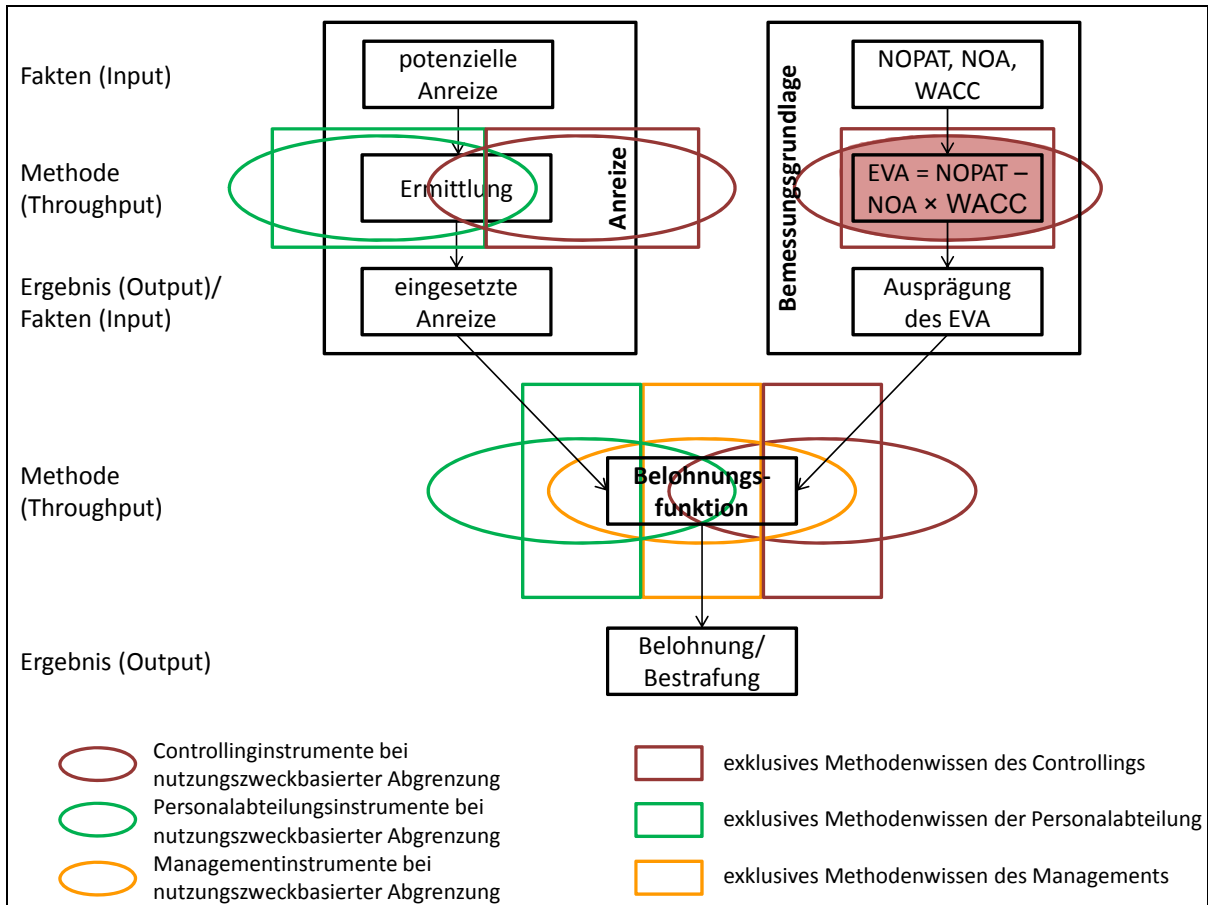 Fakten (Input)
potenzielle
Anreize
NOPAT, NOA,
WACC
Methode
(Throughput)
Ermittlung
Anreize
Bemessungsgrundlage
EVA = NOPAT –
NOA × WACC
Ergebnis (Output)/
Fakten (Input)
eingesetzte
Anreize
Ausprägung
des EVA
Methode
(Throughput)
Belohnungs-
funktion
Ergebnis (Output)
Belohnung/
Bestrafung
Controllinginstrumente bei
nutzungszweckbasierter Abgrenzung
Personalabteilungsinstrumente bei
nutzungszweckbasierter Abgrenzung
Managementinstrumente bei
nutzungszweckbasierter Abgrenzung
exklusives Methodenwissen des Controllings
exklusives Methodenwissen der Personalabteilung
exklusives Methodenwissen des Managements